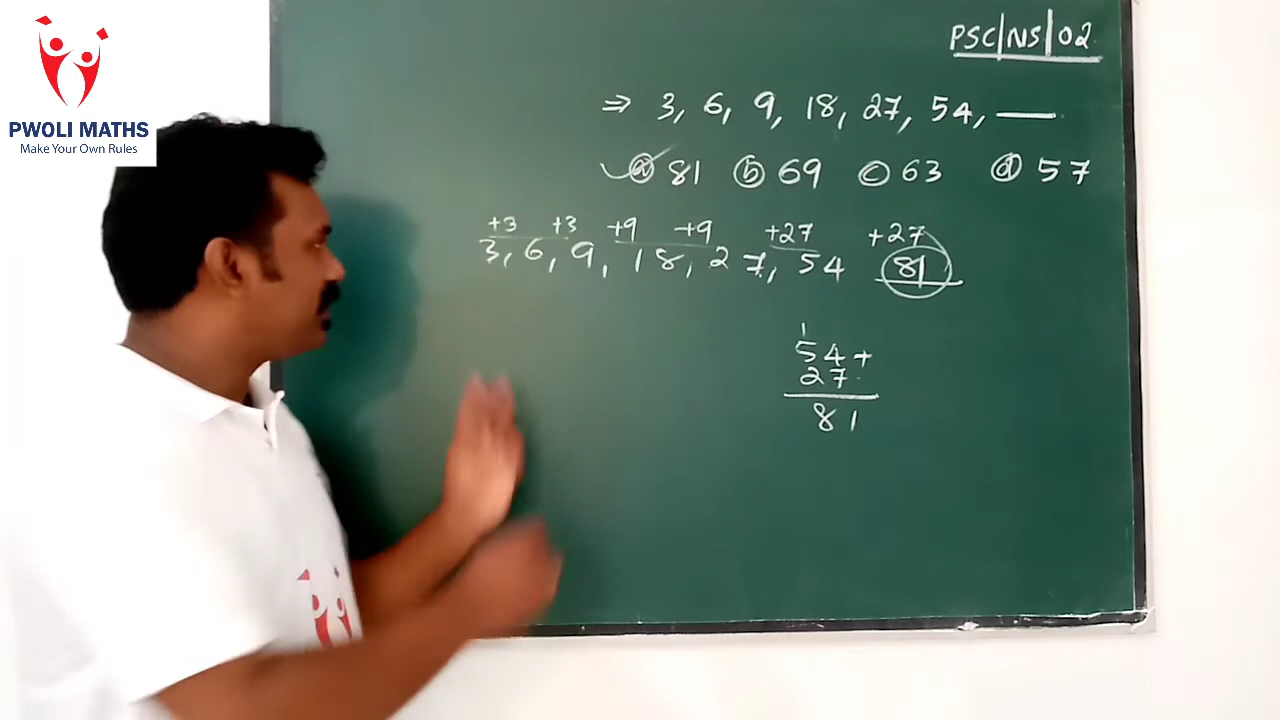 PWOLI MATHS
Make Your Own Rules
PSC/NS/02
⇒ 3, 6, 9, 18, 27, 54, ___
ⓐ 81 ⓑ 69 ⓒ 63 ⓓ 57
+3 +3 +9 +9 +27 +27
3, 6, 9, 18, 27, 54 81
1
54+
27
81